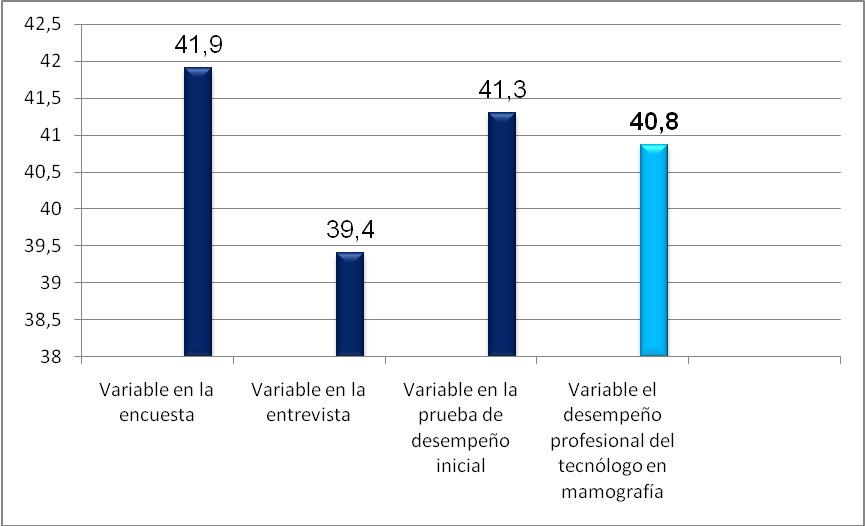 42,5
42
41,5
41
40,5
40
39,5
39
38,5
38
41,9
39,4
41,3
40,8
Variable en la
encuesta
Variable en la
entrevista
Variable en la
prueba de
desempeño
inicial
Variable el
desempeño
profesional del
tecnólogo en
mamografía